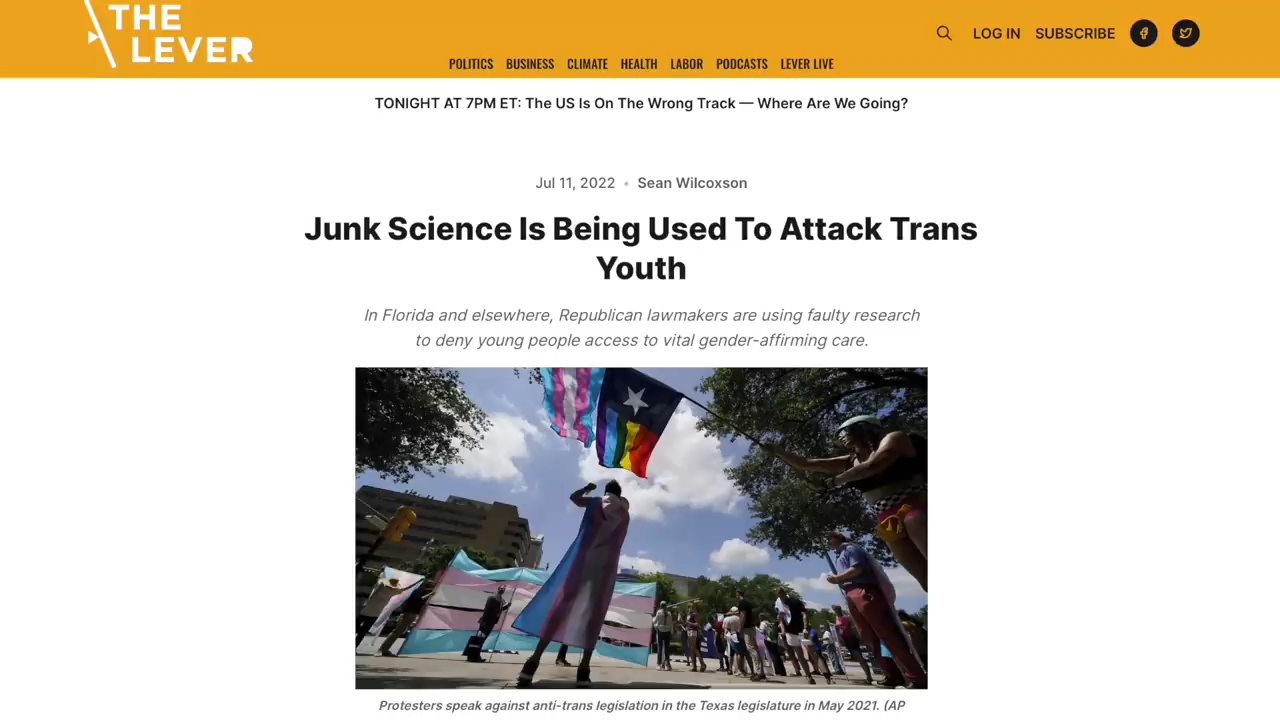 THE
LEVER
LOG IN SUBSCRIBE
POLITICS BUSINESS CLIMATE HEALTH LABOR PODCASTS LEVER LIVE
TONIGHT AT 7PM ET: The US Is On The Wrong Track — Where Are We Going?
Jul 11, 2022 • Sean Wilcoxson
Junk Science Is Being Used To Attack Trans
Youth
In Florida and elsewhere, Republican lawmakers are using faulty research
to deny young people access to vital gender-affirming care.
Protesters speak against anti-trans legislation in the Texas legislature in May 2021. (AP